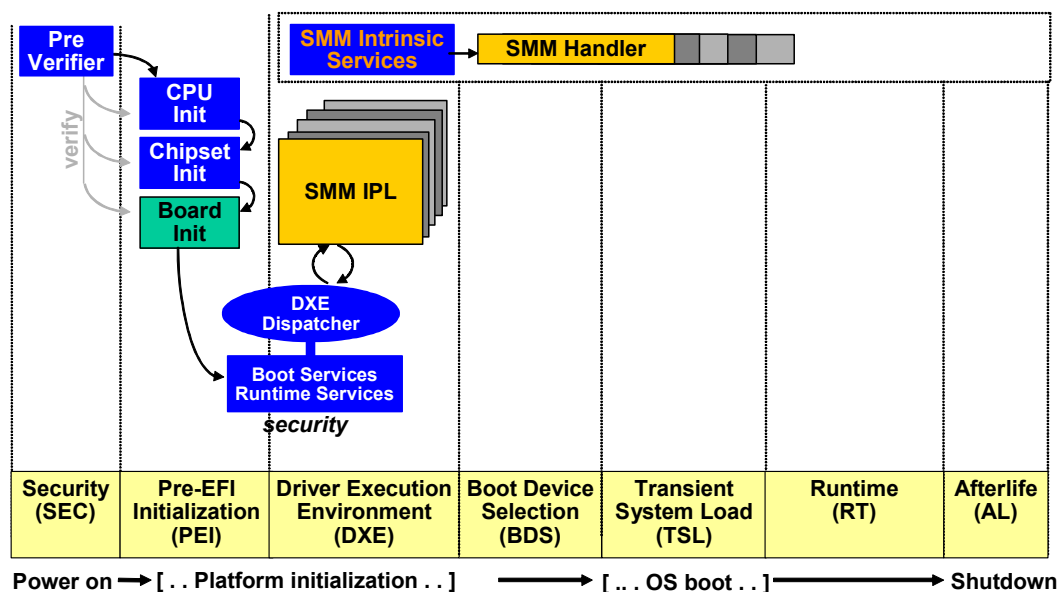 Pre
Verifier
SMM Intrinsic
Services
SMM Handler
CPU
Init
verify
Chipset
Init
SMM IPL
Board
Init
DXE
Dispatcher
Boot Services
Runtime Services
security
Security
(SEC)
Pre-EFI
Initialization
(PEI)
Driver Execution
Environment
(DXE)
Boot Device
Selection
(BDS)
Transient
System Load
(TSL)
Runtime
(RT)
Afterlife
(AL)
Power on [ . . Platform initialization . . ] [ ... . OS boot . . ] Shutdown